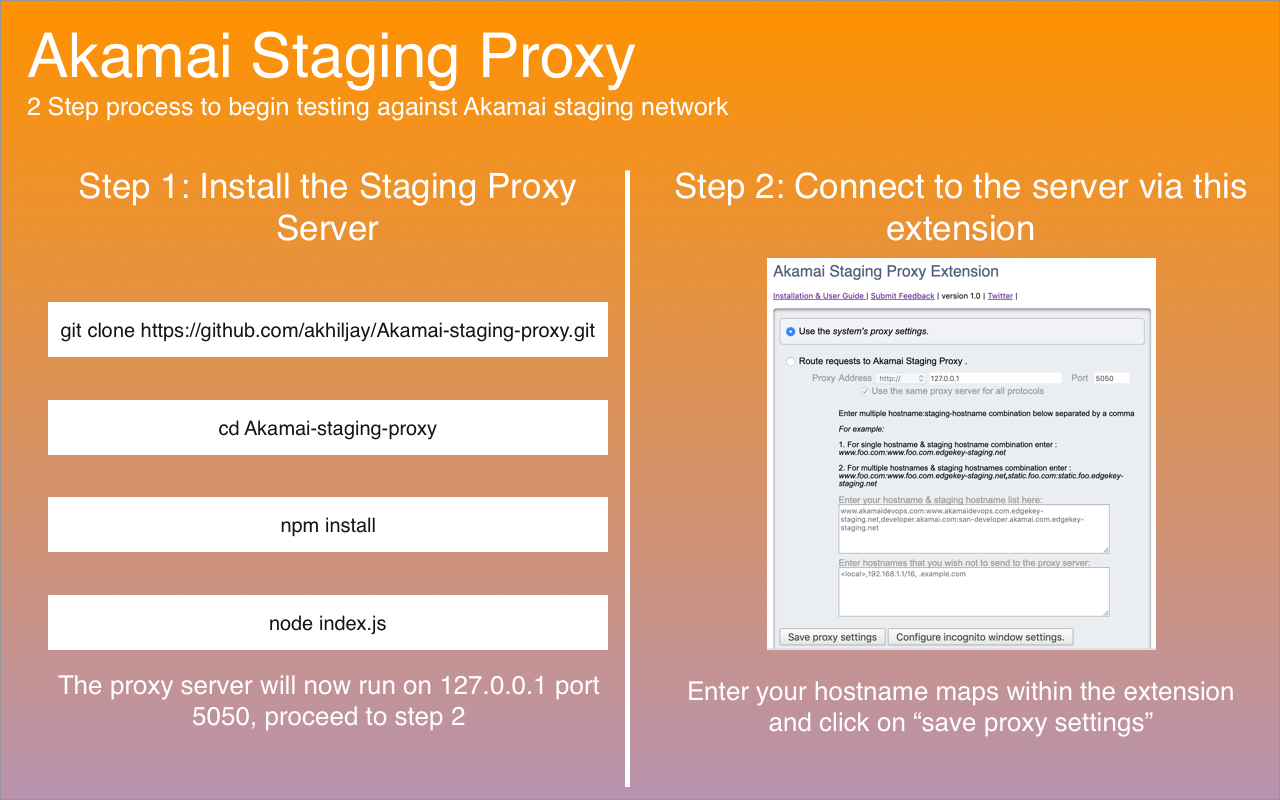 Akamai Staging Proxy
2 Step process to begin testing against Akamai staging network
Step 1: Install the Staging Proxy
Server
git clone https://github.com/akhiljay/Akamai-staging-proxy.git
cd Akamai-staging-proxy
npm install
node index.js
The proxy server will now run on 127.0.0.1 port
5050, proceed to step 2
Step 2: Connect to the server via this
extension
Akamai Staging Proxy Extension
Installation & User Guide | Submit Feedback | version 1.0 | Twitter |
Use the system's proxy settings.
Route requests to Akamai Staging Proxy .
Proxy Address http:// 127.0.0.1 Port 5050
Use the same proxy server for all protocols
Enter multiple hostname:staging-hostname combination below separated by a comma
For example:
1. For single hostname & staging hostname combination enter :
www.foo.com:www.foo.com.edgekey-staging.net
2. For multiple hostnames & staging hostnames combination enter :
www.foo.com:www.foo.com.edgekey-staging.net,static.foo.com:static.foo.edgekey-
staging.net
Enter your hostname & staging hostname list here:
www.akamaidevops.com:www.akamaidevops.com.edgekey-
staging.net,developer.akamai.com:san-developer.akamai.com.edgekey-
staging.net
Enter hostnames that you wish not to send to the proxy server:
<local>,192.168.1.1/16, .example.com
Save proxy settings Configure incognito window settings.
Enter your hostname maps within the extension
and click on “save proxy settings”